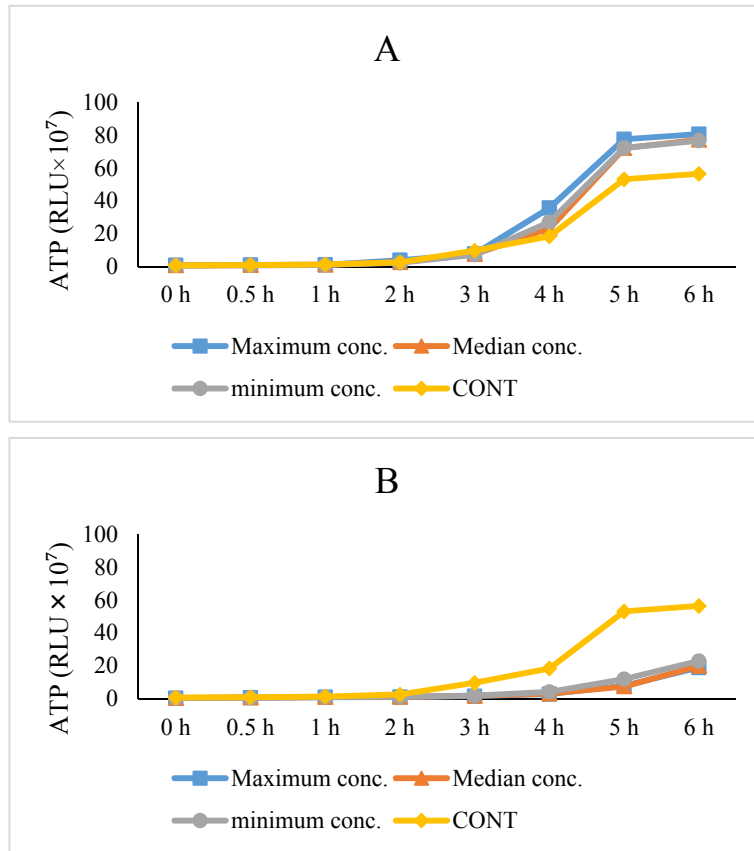 A
ATP (RLU×10⁷)
100
80
60
40
20
0
0 h 0.5 h 1 h 2 h 3 h 4 h 5 h 6 h
Maximum conc. Median conc.
minimum conc. CONT
B
ATP (RLU × 10⁷)
100
80
60
40
20
0
0 h 0.5 h 1 h 2 h 3 h 4 h 5 h 6 h
Maximum conc. Median conc.
minimum conc. CONT